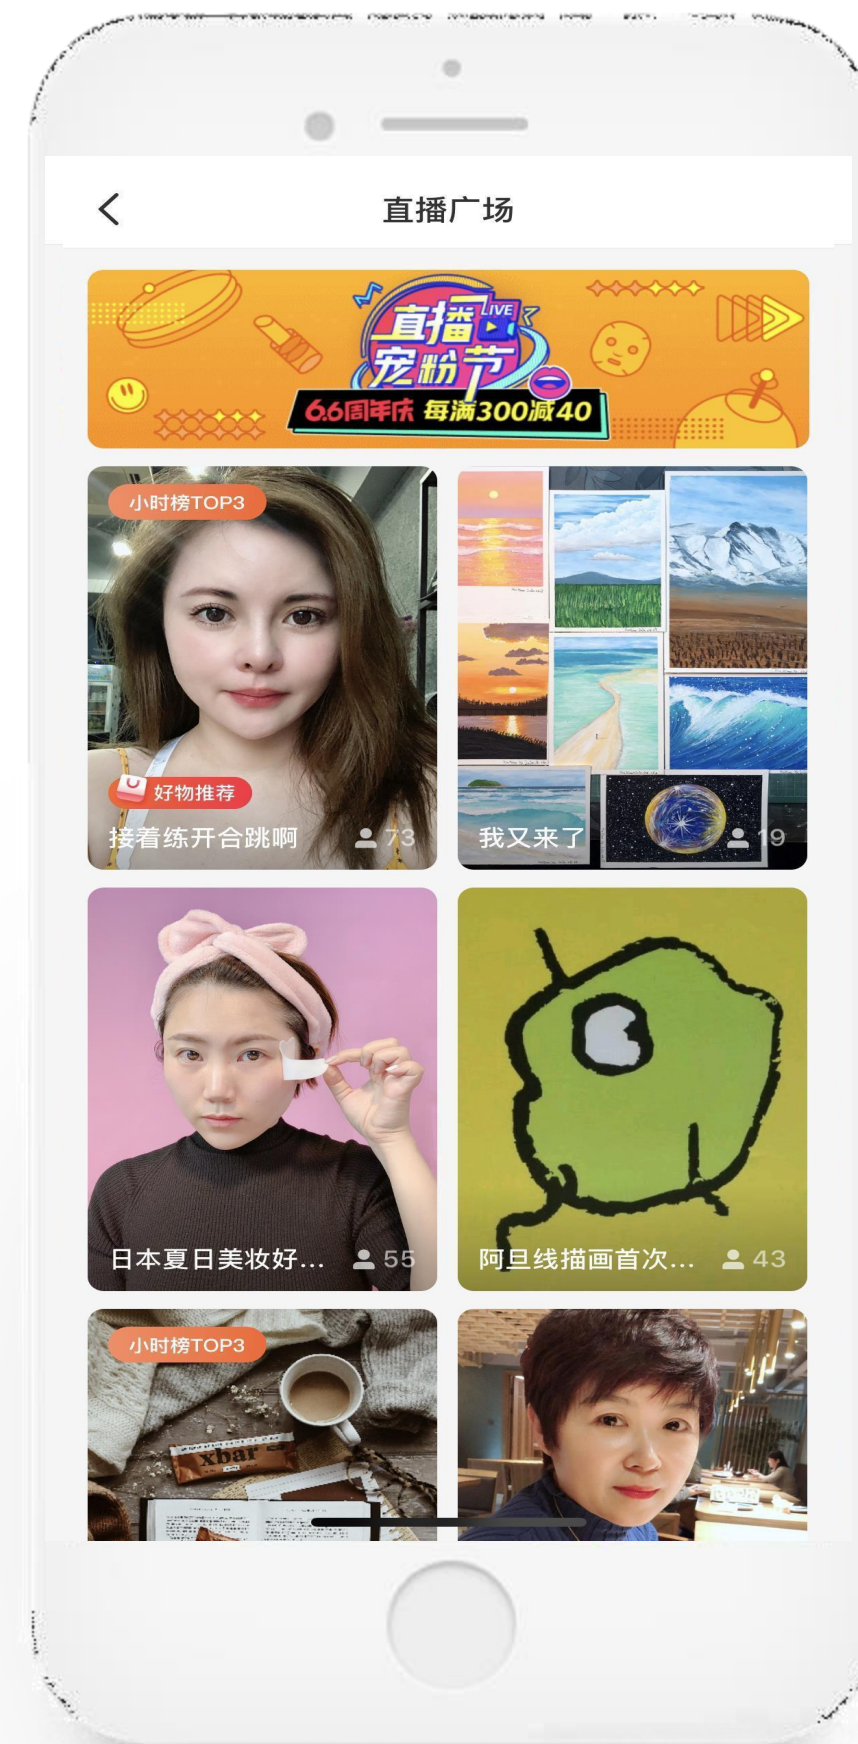 直播广场
直播
LIVE
宠粉节
6.6周年庆 每满300减40
小时榜TOP3
好物推荐
接着练开合跳啊 73
我又来了 19
日本夏日美妆好... 55
阿旦线描画首次... 43
小时榜TOP3
xbar